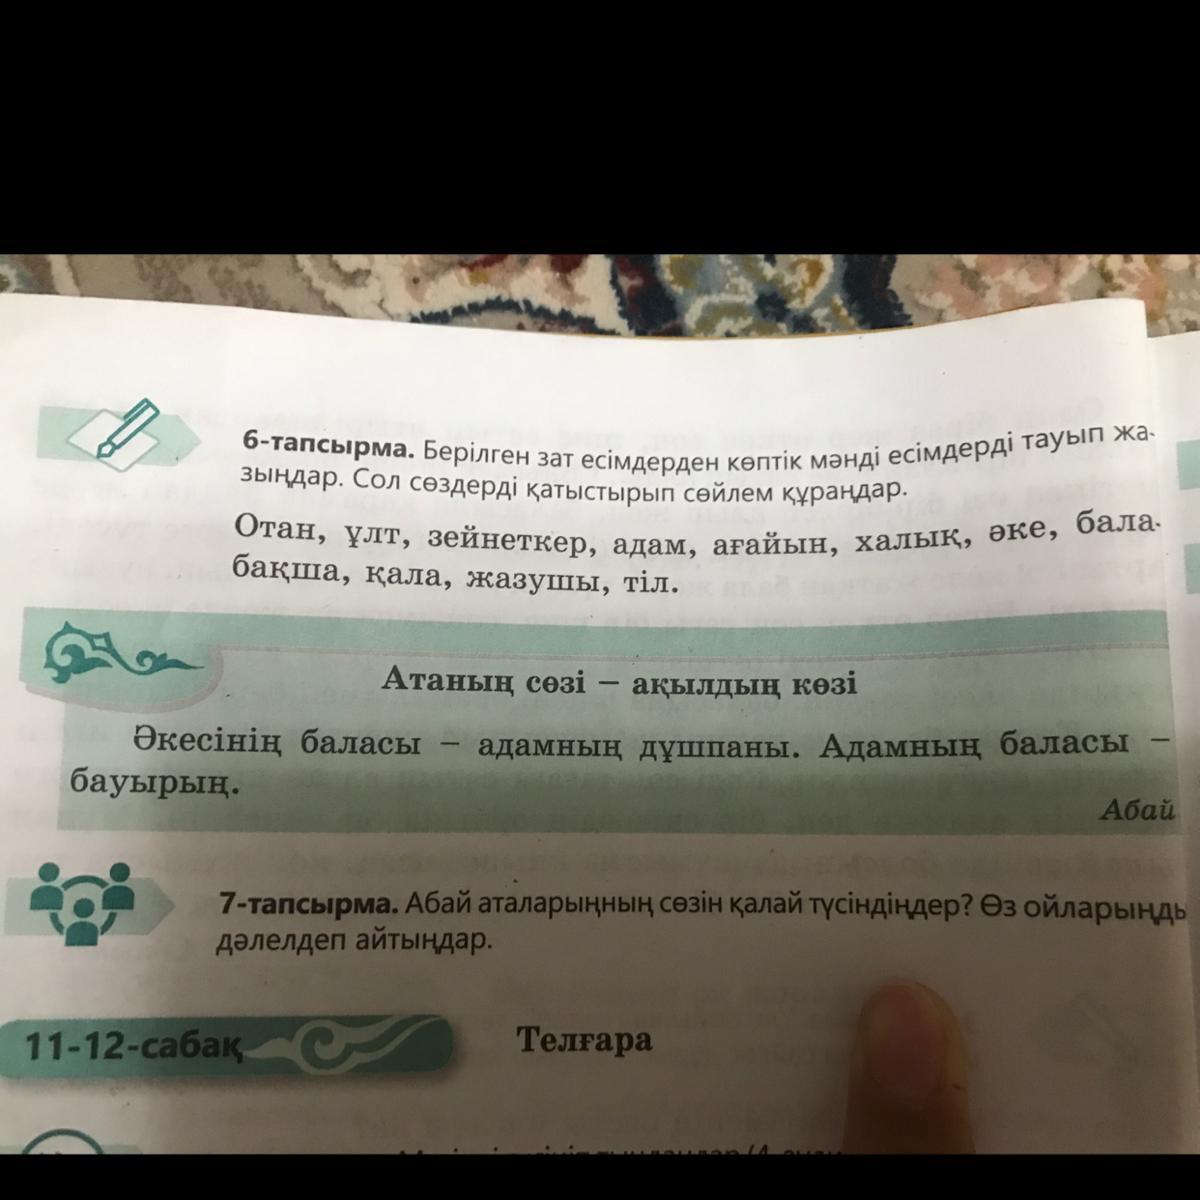 6-тапсырма. Берілген зат есімдерден көптік мәнді есімдерді тауып жа-
зыңдар. Сол сөздерді қатыстырып сөйлем құраңдар.
Отан, ұлт, зейнеткер, адам, ағайын, халық, әке, бала-
бақша, қала, жазушы, тіл.
Атаның сөзі – ақылдың көзі
Әкесінің баласы – адамның дұшпаны. Адамның баласы –
бауырың.
Абай
7-тапсырма. Абай аталарыңның сөзін қалай түсіндіңдер? Өз ойларыңды
дәлелдеп айтыңдар.
11-12-сабақ
Телғара